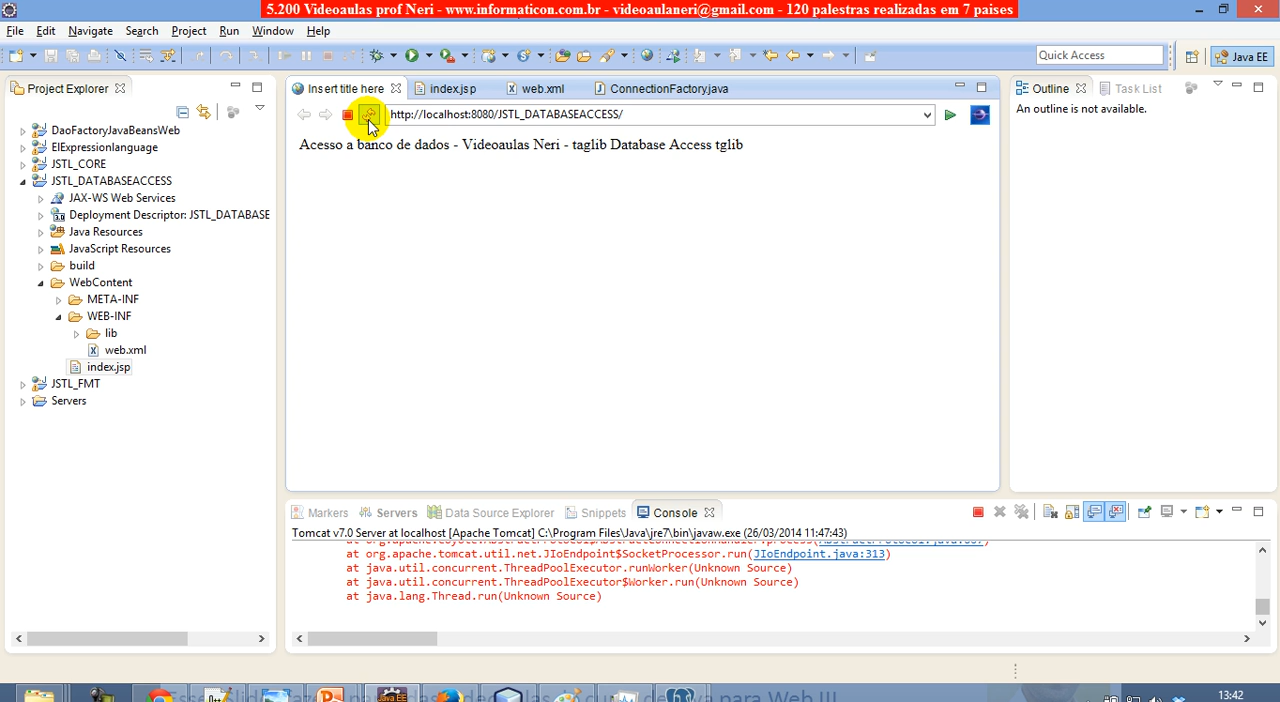 5.200 Videoaulas prof Neri - www.informaticon.com.br - videoaulaneri@gmail.com - 120 palestras realizadas em 7 paises
File Edit Navigate Search Project Run Window Help
Quick Access Java EE
Project Explorer
Insert title here index.jsp web.xml ConnectionFactory.java
Outline Task List
http://localhost:8080/JSTL_DATABASEACCESS/
An outline is not available.
Acesso a banco de dados - Videoaulas Neri - taglib Database Access tglib
DaoFactoryJavaBeansWeb
ElExpressionlanguage
JSTL_CORE
JSTL_DATABASEACCESS
JAX-WS Web Services
Deployment Descriptor: JSTL_DATABASE
Java Resources
JavaScript Resources
build
WebContent
META-INF
WEB-INF
lib
web.xml
index.jsp
JSTL_FMT
Servers
Markers Servers Data Source Explorer Snippets Console
Tomcat v7.0 Server at localhost [Apache Tomcat] C:\Program Files\Java\jre7\bin\javaw.exe (26/03/2014 11:47:43)
at org.apache.tomcat.util.net.JIoEndpoint$SocketProcessor.run(JIoEndpoint.java:313)
at java.util.concurrent.ThreadPoolExecutor.runWorker(Unknown Source)
at java.util.concurrent.ThreadPoolExecutor$Worker.run(Unknown Source)
at java.lang.Thread.run(Unknown Source)
13:42